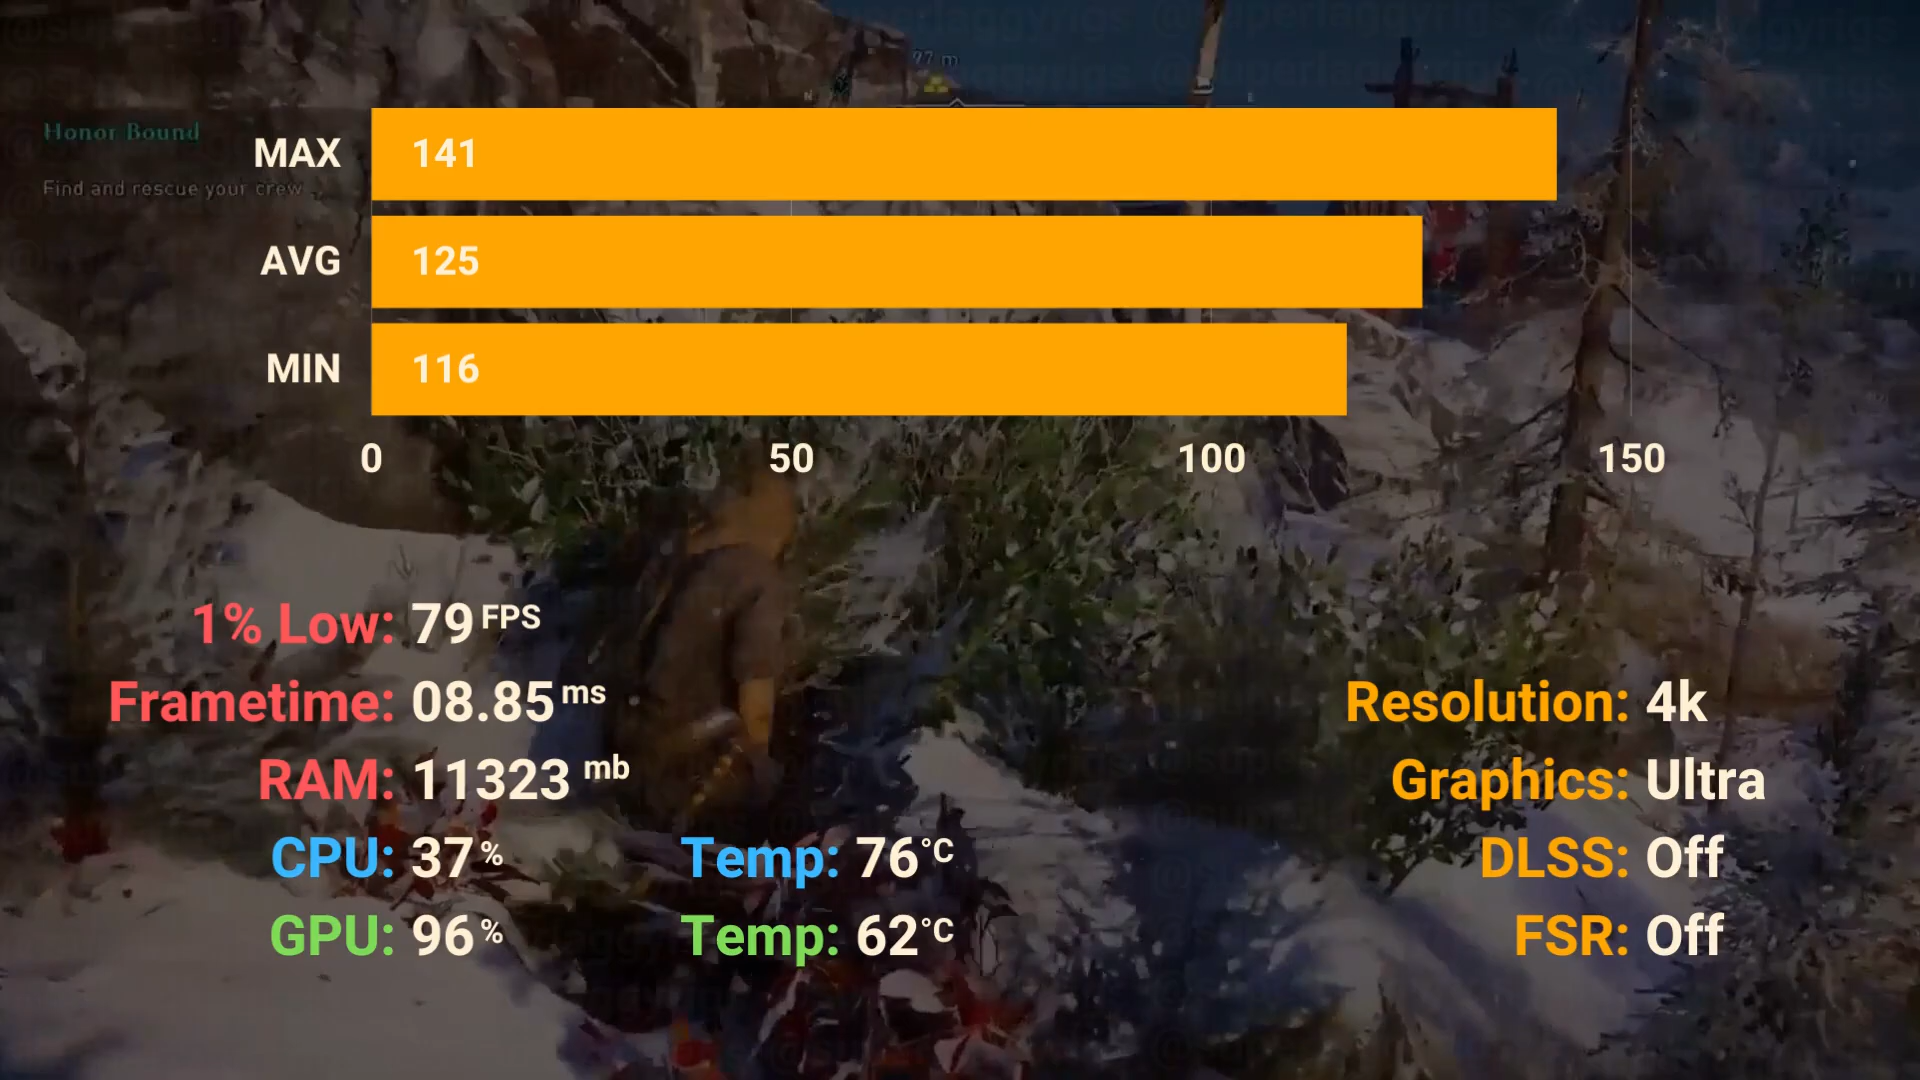 @superlaggyrigs
77 m
N
E
Honor Bound
Find and rescue your crew
MAX 141
AVG 125
MIN 116
0 50 100 150
1% Low: 79 FPS
Frametime: 08.85 ms
RAM: 11323 mb
CPU: 37% Temp: 76°C
GPU: 96% Temp: 62°C
Resolution: 4k
Graphics: Ultra
DLSS: Off
FSR: Off